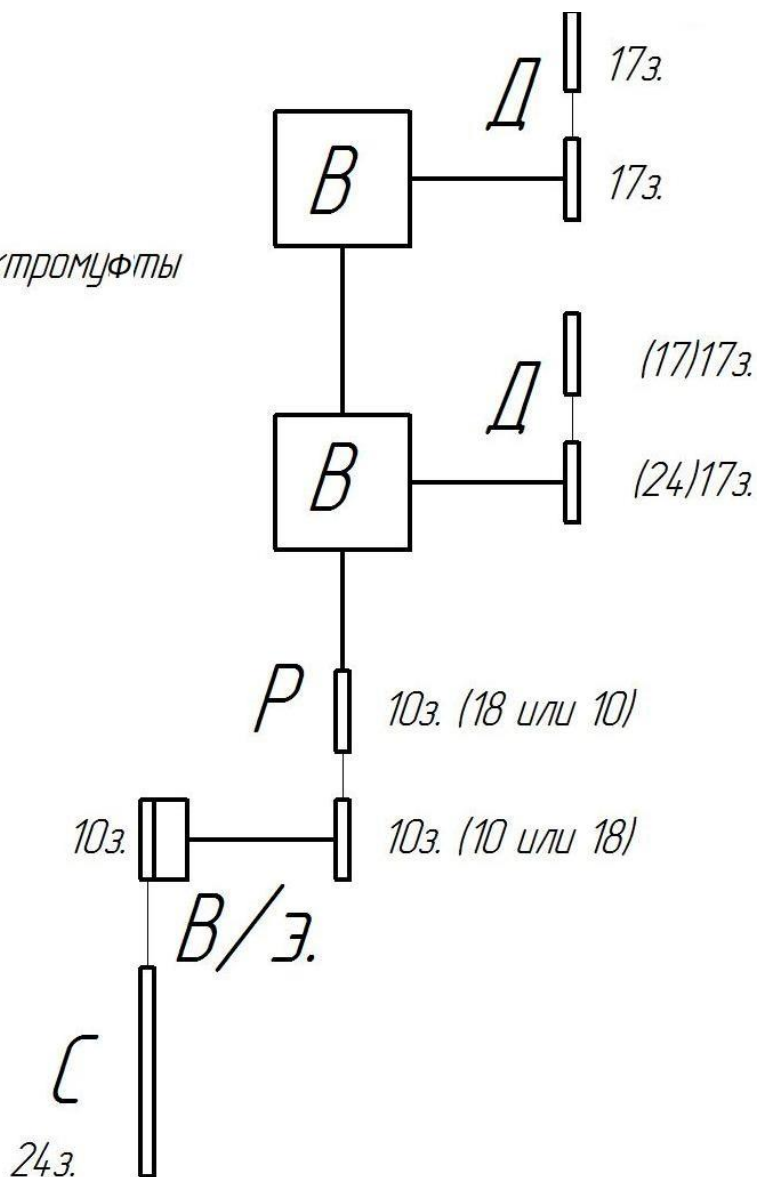 Д 17з.
В 17з.
ктромуфты
Д (17)17з.
В (24)17з.
Р 10з. (18 или 10)
10з. 10з. (10 или 18)
В/э.
С
24з.